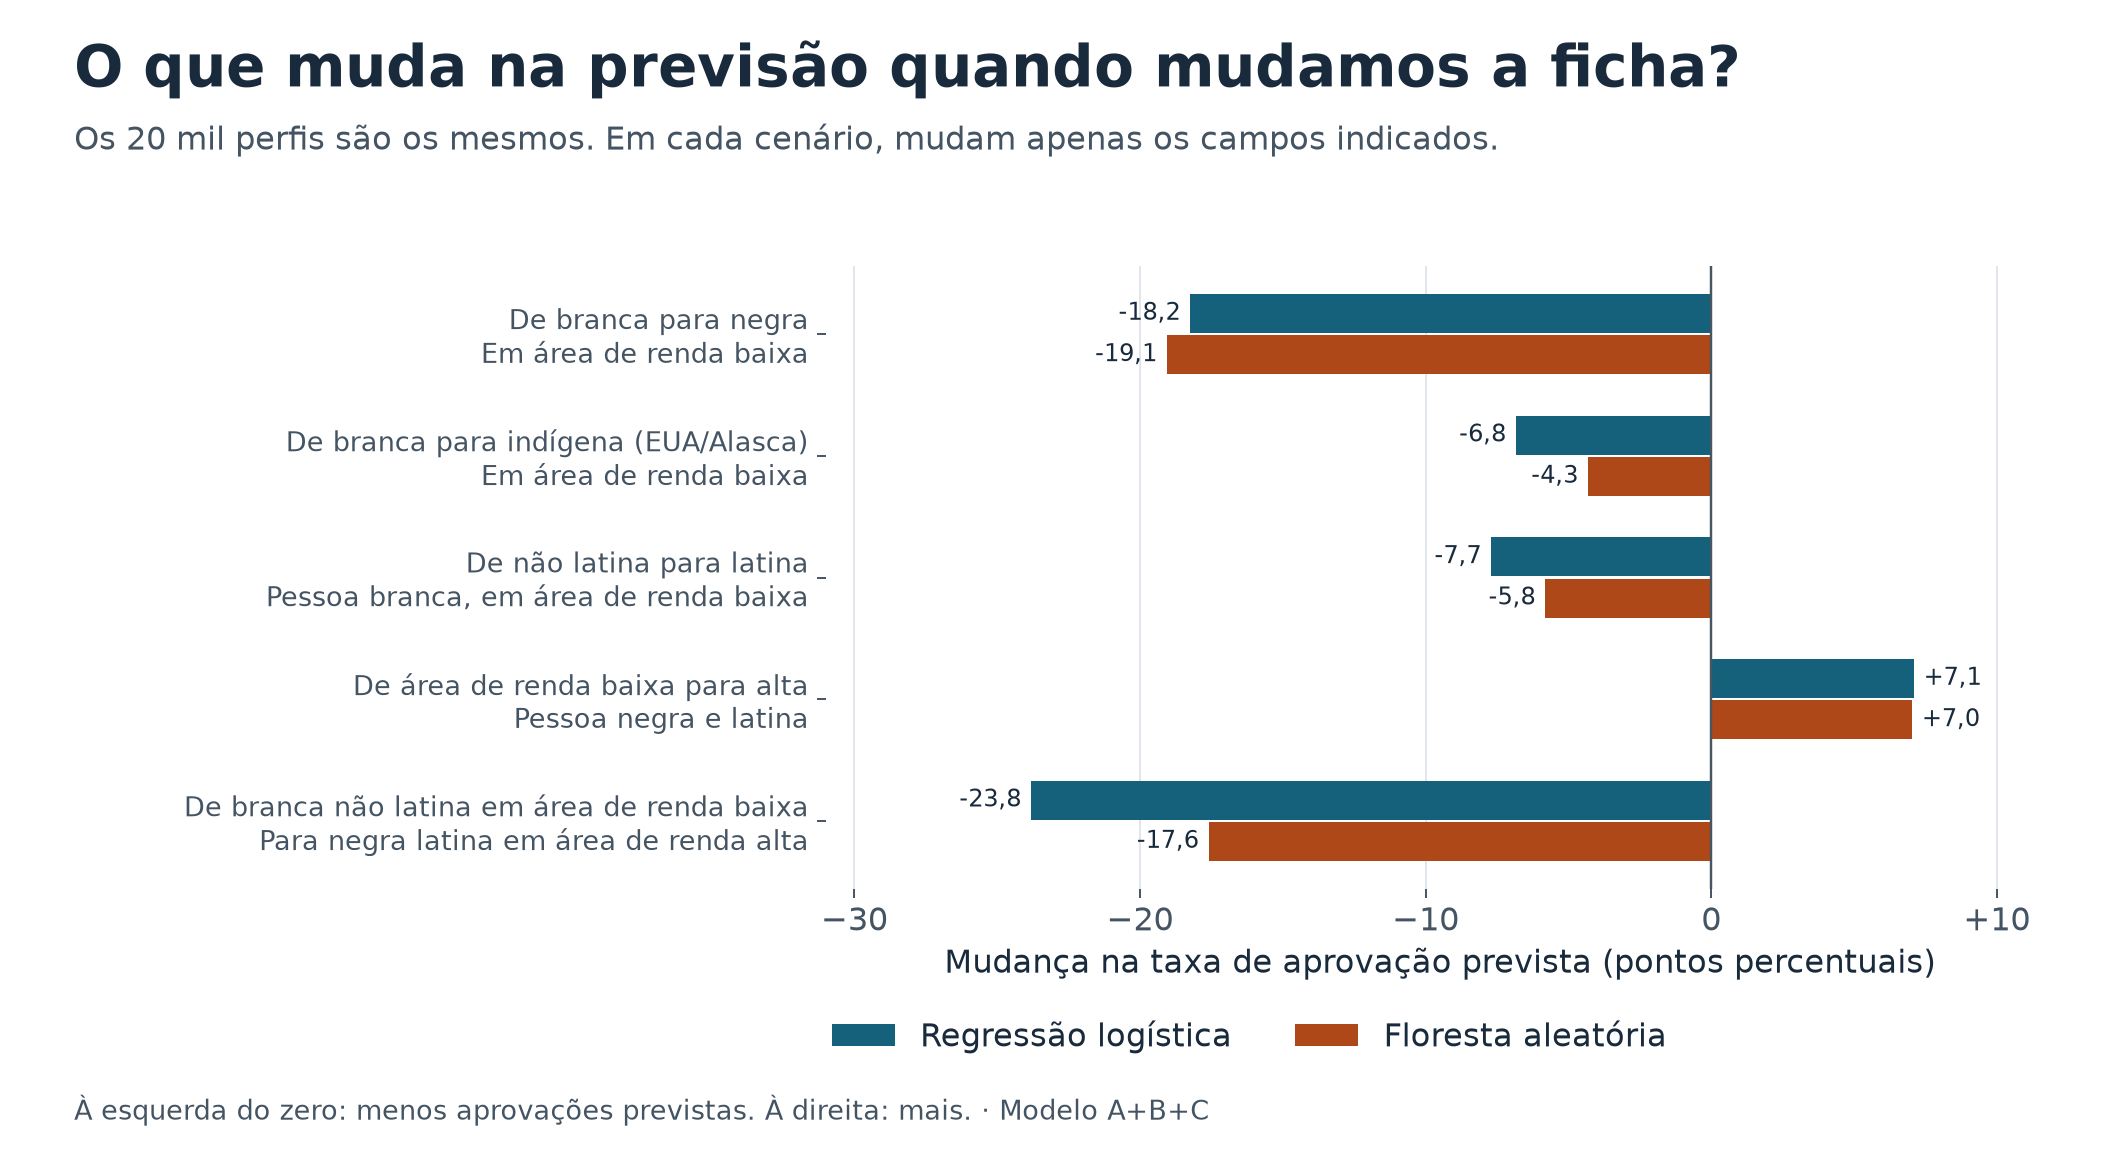 O que muda na previsão quando mudamos a ficha?
Os 20 mil perfis são os mesmos. Em cada cenário, mudam apenas os campos indicados.
De branca para negra
Em área de renda baixa
-18,2
-19,1
De branca para indígena (EUA/Alasca)
Em área de renda baixa
-6,8
-4,3
De não latina para latina
Pessoa branca, em área de renda baixa
-7,7
-5,8
De área de renda baixa para alta
Pessoa negra e latina
+7,1
+7,0
De branca não latina em área de renda baixa
Para negra latina em área de renda alta
-23,8
-17,6
−30 −20 −10 0 +10
Mudança na taxa de aprovação prevista (pontos percentuais)
Regressão logística Floresta aleatória
À esquerda do zero: menos aprovações previstas. À direita: mais. · Modelo A+B+C